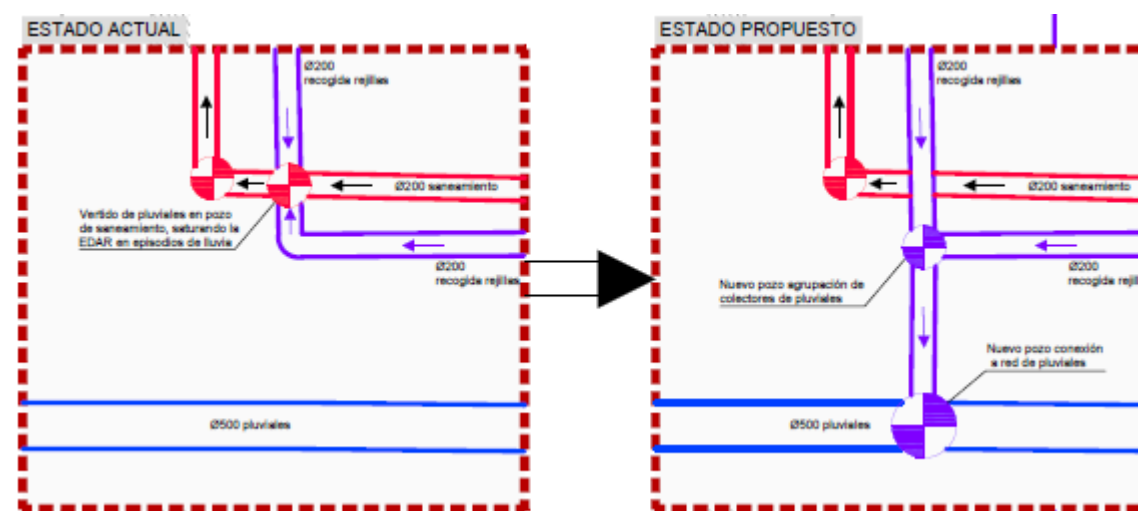 ESTADO ACTUAL
Ø200
recogida rejillas
Ø200 saneamiento
Vertido de pluviales en pozo
de saneamiento, saturando la
EDAR en episodios de lluvia
Ø200
recogida rejillas
Ø500 pluviales
ESTADO PROPUESTO
Ø200
recogida rejillas
Ø200 saneamiento
Ø200
recogida rejill
Nuevo pozo agrupación de
colectores de pluviales
Nuevo pozo conexión
a red de pluviales
Ø500 pluviales